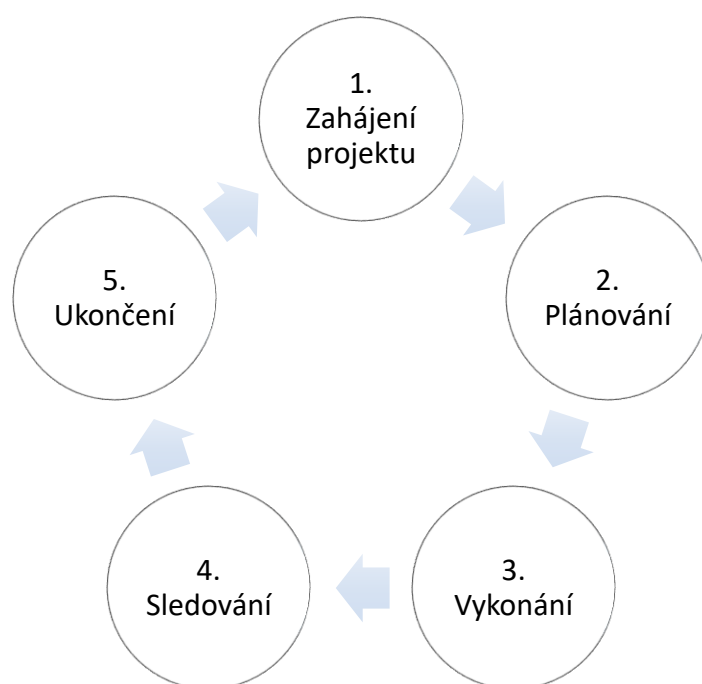 1.
Zahájení
projektu
2.
Plánování
3.
Vykonání
4.
Sledování
5.
Ukončení